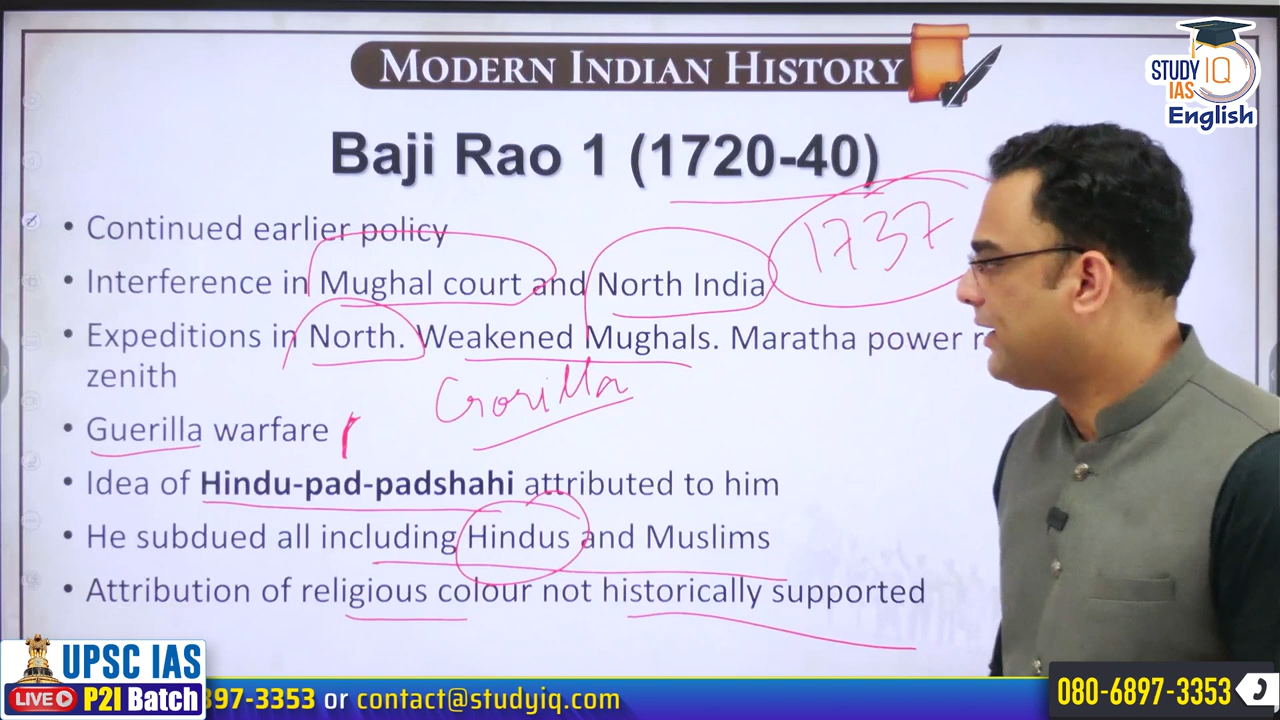 MODERN INDIAN HISTORY
STUDY IQ
IAS
English
Baji Rao 1 (1720-40)
• Continued earlier policy
1737
• Interference in Mughal court and North India
• Expeditions in North. Weakened Mughals. Maratha power
zenith
Gorilla
• Guerilla warfare
• Idea of Hindu-pad-padshahi attributed to him
• He subdued all including Hindus and Muslims
• Attribution of religious colour not historically supported
UPSC IAS
LIVE P2I Batch
897-3353 or contact@studyiq.com
080-6897-3353